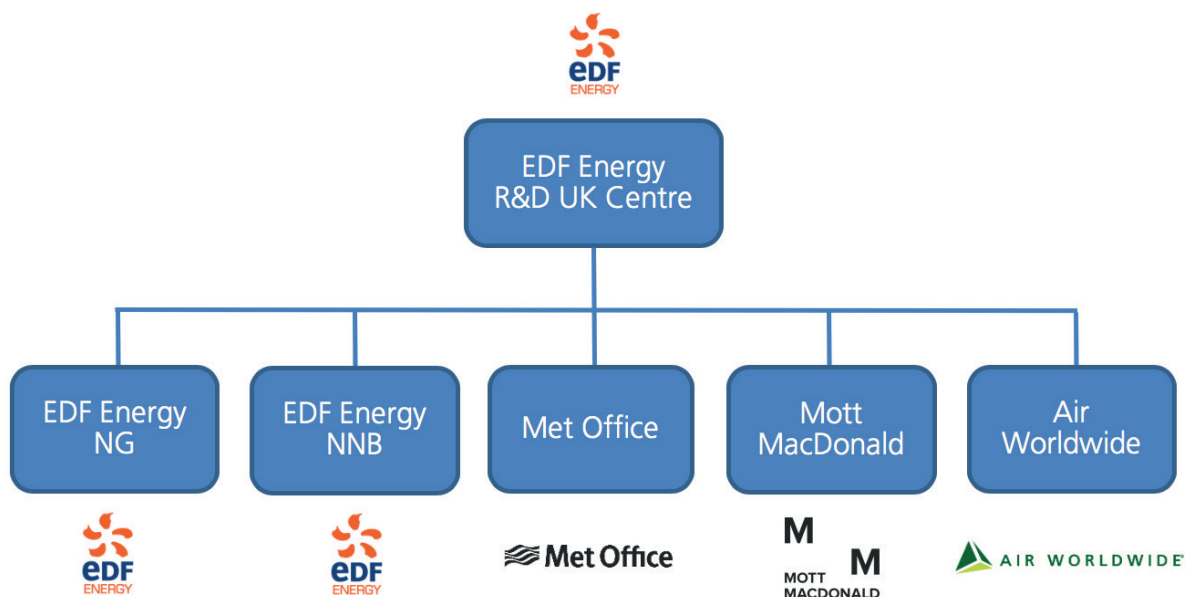 eDF
ENERGY
EDF Energy
R&D UK Centre
EDF Energy
NG
EDF Energy
NNB
Met Office
Mott
MacDonald
Air
Worldwide
eDF
ENERGY
eDF
ENERGY
Met Office
M
M
MOTT
MACDONALD
AIR WORLDWIDE